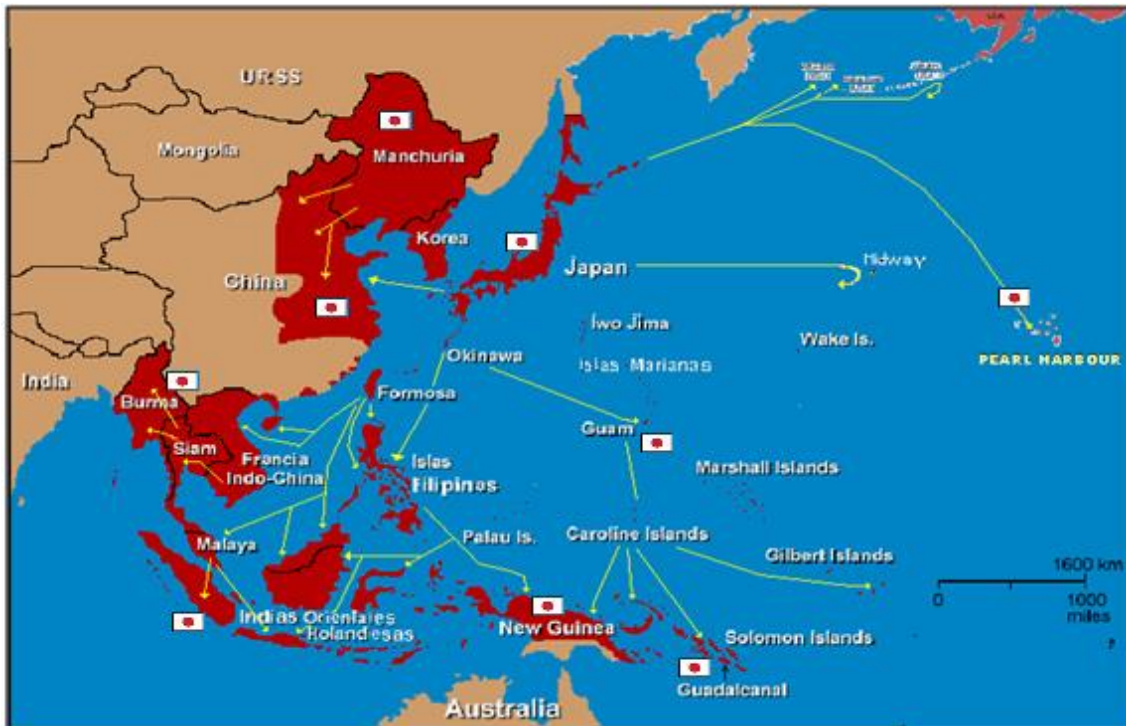 URSS
Mongolia
Manchuria
Korea
Japan
China
Midway
Iwo Jima
Wake Is.
PEARL HARBOUR
Okinawa
Islas Marianas
India
Burma
Formosa
Guam
Siam
Francia
Indo-China
Islas
Filipinas
Marshall Islands
Malaya
Palau Is.
Caroline Islands
Gilbert Islands
1600 km
0
1000
miles
Indias Orientales
Holandesas
New Guinea
Solomon Islands
Guadalcanal
Australia